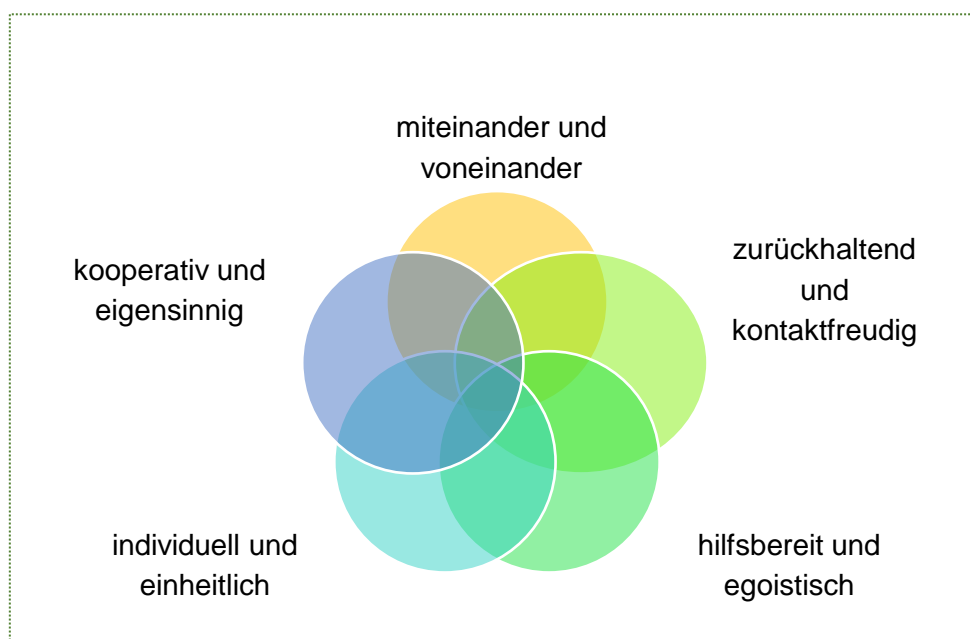 miteinander und
voneinander
kooperativ und
eigensinnig
zurückhaltend
und
kontaktfreudig
individuell und
einheitlich
hilfsbereit und
egoistisch